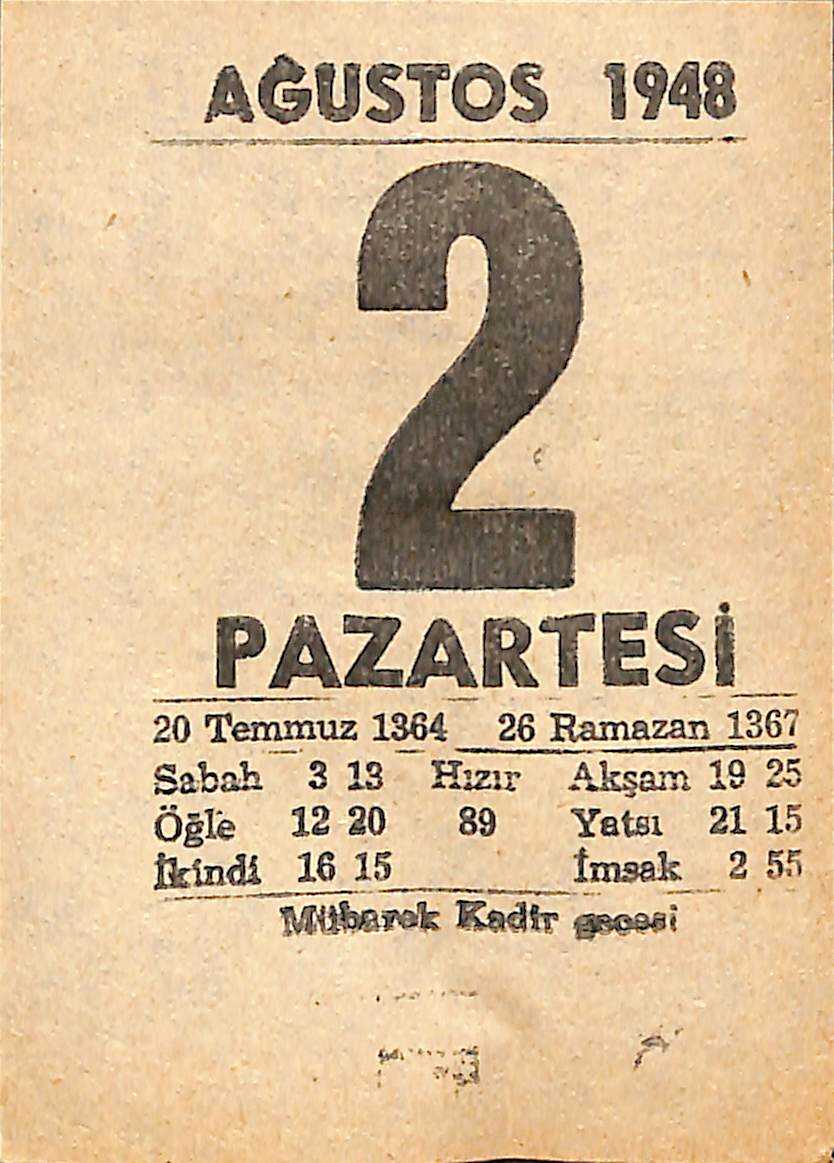 AĞUSTOS 1948
2
PAZARTESİ
20 Temmuz 1364 26 Ramazan 1367
Sabah 3 13 Hızır Akşam 19 25
Öğle 12 20 89 Yatsı 21 15
İkindi 16 15 İmsak 2 55
Mübarek Kadir gecesi